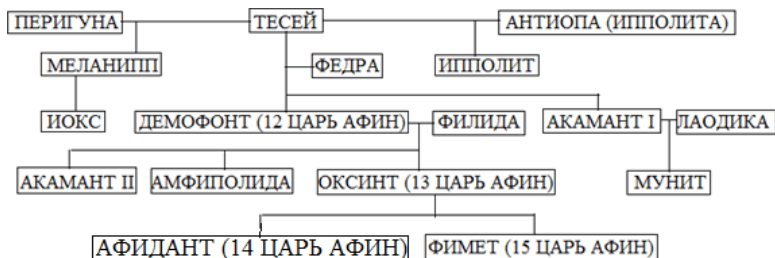 ПЕРИГУНА ТЕСЕЙ АНТИОПА (ИППОЛИТА)
МЕЛАНИПП ФЕДРА ИППОЛИТ
ИОКС ДЕМОФОНТ (12 ЦАРЬ АФИН) ФИЛИДА АКАМАНТ I ЛАОДИКА
АКАМАНТ II АМФИПОЛИДА ОКСИНТ (13 ЦАРЬ АФИН) МУНИТ
АФИДАНТ (14 ЦАРЬ АФИН) ФИМЕТ (15 ЦАРЬ АФИН)